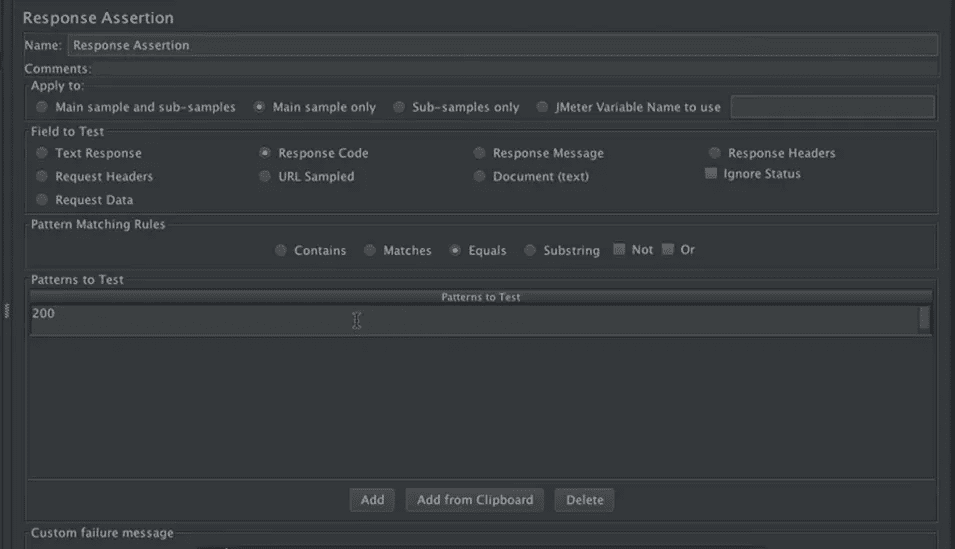 Response Assertion
Name: Response Assertion
Comments:
Apply to:
Main sample and sub-samples Main sample only Sub-samples only JMeter Variable Name to use
Field to Test
Text Response Response Code Response Message Response Headers
Request Headers URL Sampled Document (text) Ignore Status
Request Data
Pattern Matching Rules
Contains Matches Equals Substring Not Or
Patterns to Test
Patterns to Test
200
Add Add from Clipboard Delete
Custom failure message